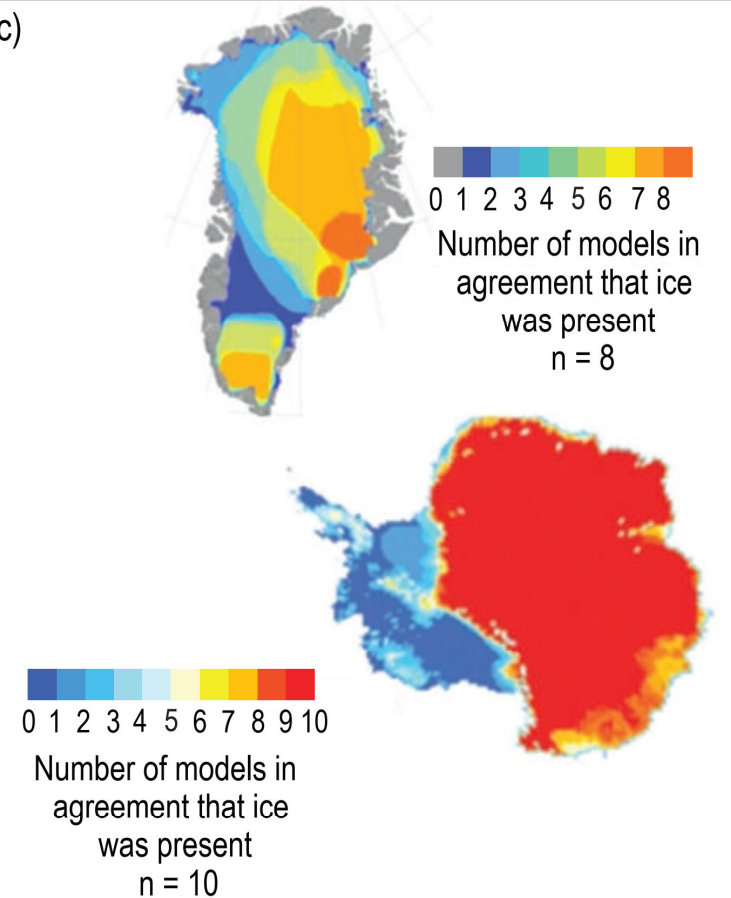 c)
0 1 2 3 4 5 6 7 8
Number of models in
agreement that ice
was present
n = 8
0 1 2 3 4 5 6 7 8 9 10
Number of models in
agreement that ice
was present
n = 10